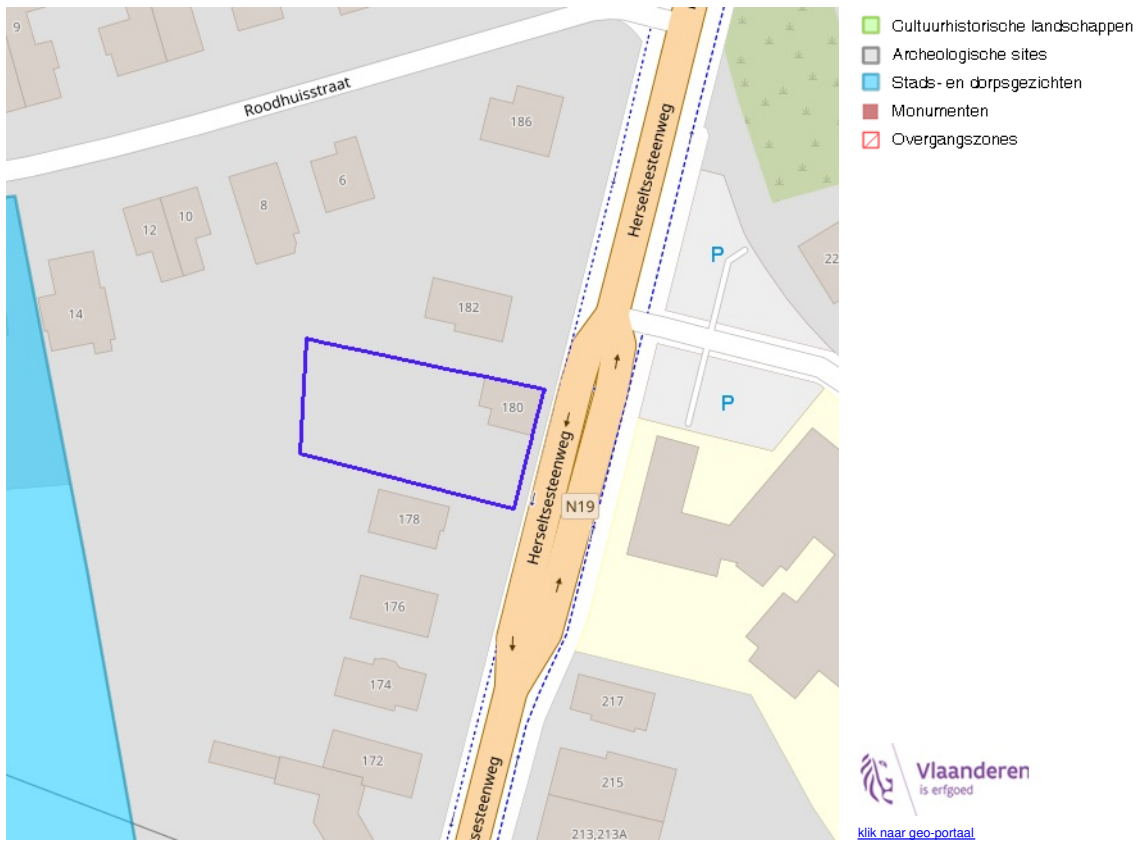 9
Roodhuisstraat
186
6
8
10
12
14
182
Herseltsesteenweg
P
22
180
P
Herseltsesteenweg
N19
178
176
174
172
217
215
213,213A
sesteenweg
Cultuurhistorische landschappen
Archeologische sites
Stads- en dorpsgezichten
Monumenten
Overgangszones
Vlaanderen
is erfgoed
klik naar geo-portaal